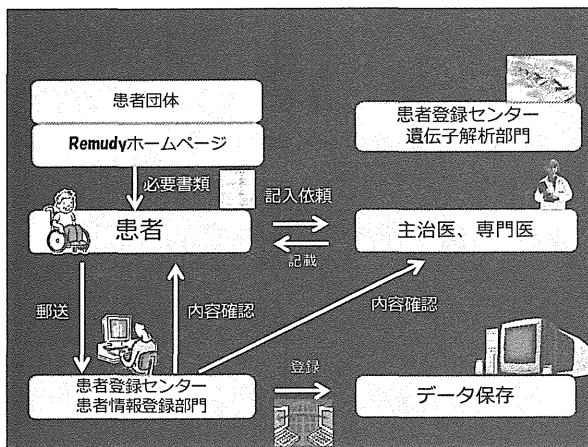 患者団体
Remudyホームページ
患者登録センター
遺伝子解析部門
必要書類
記入依頼
患者
主治医、専門医
記載
郵送
内容確認
内容確認
患者登録センター
患者情報登録部門
登録
データ保存